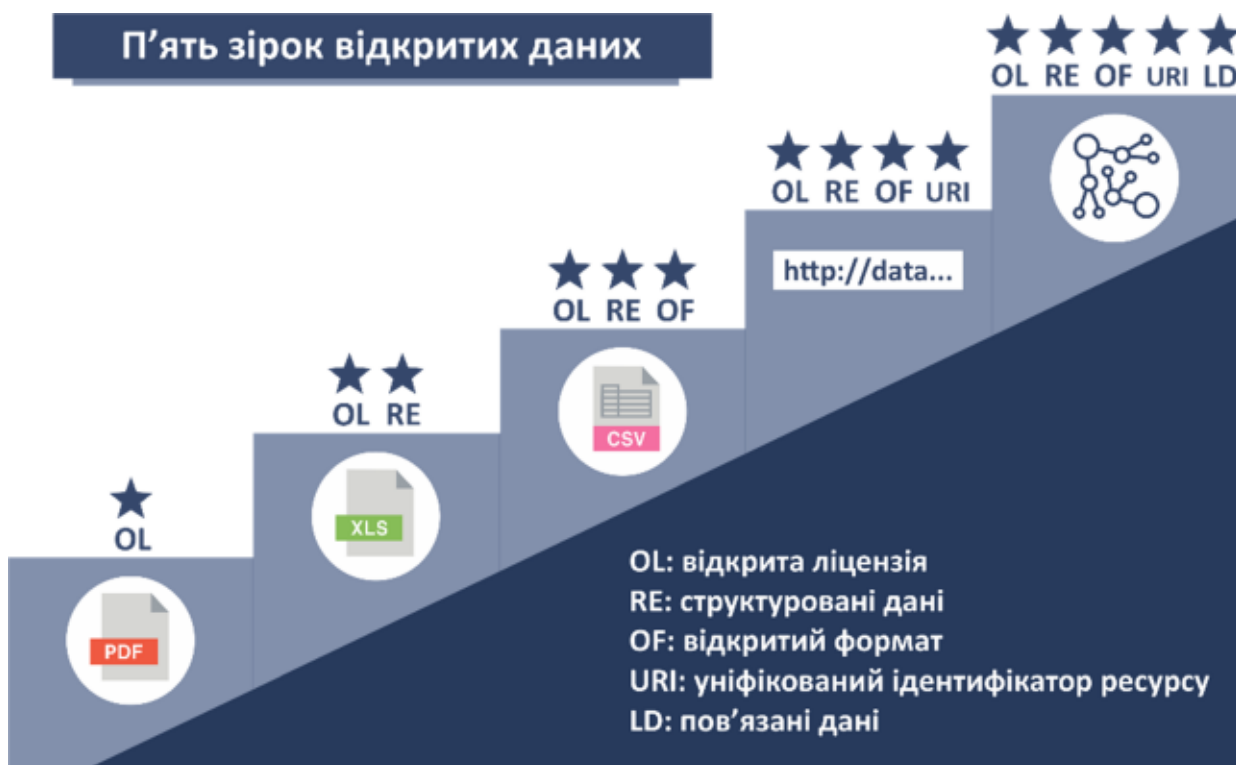 П’ять зірок відкритих даних
OL RE OF URI LD
OL RE OF URI
http://data...
OL RE OF
CSV
OL RE
XLS
OL
PDF
OL: відкрита ліцензія
RE: структуровані дані
OF: відкритий формат
URI: уніфікований ідентифікатор ресурсу
LD: пов’язані дані